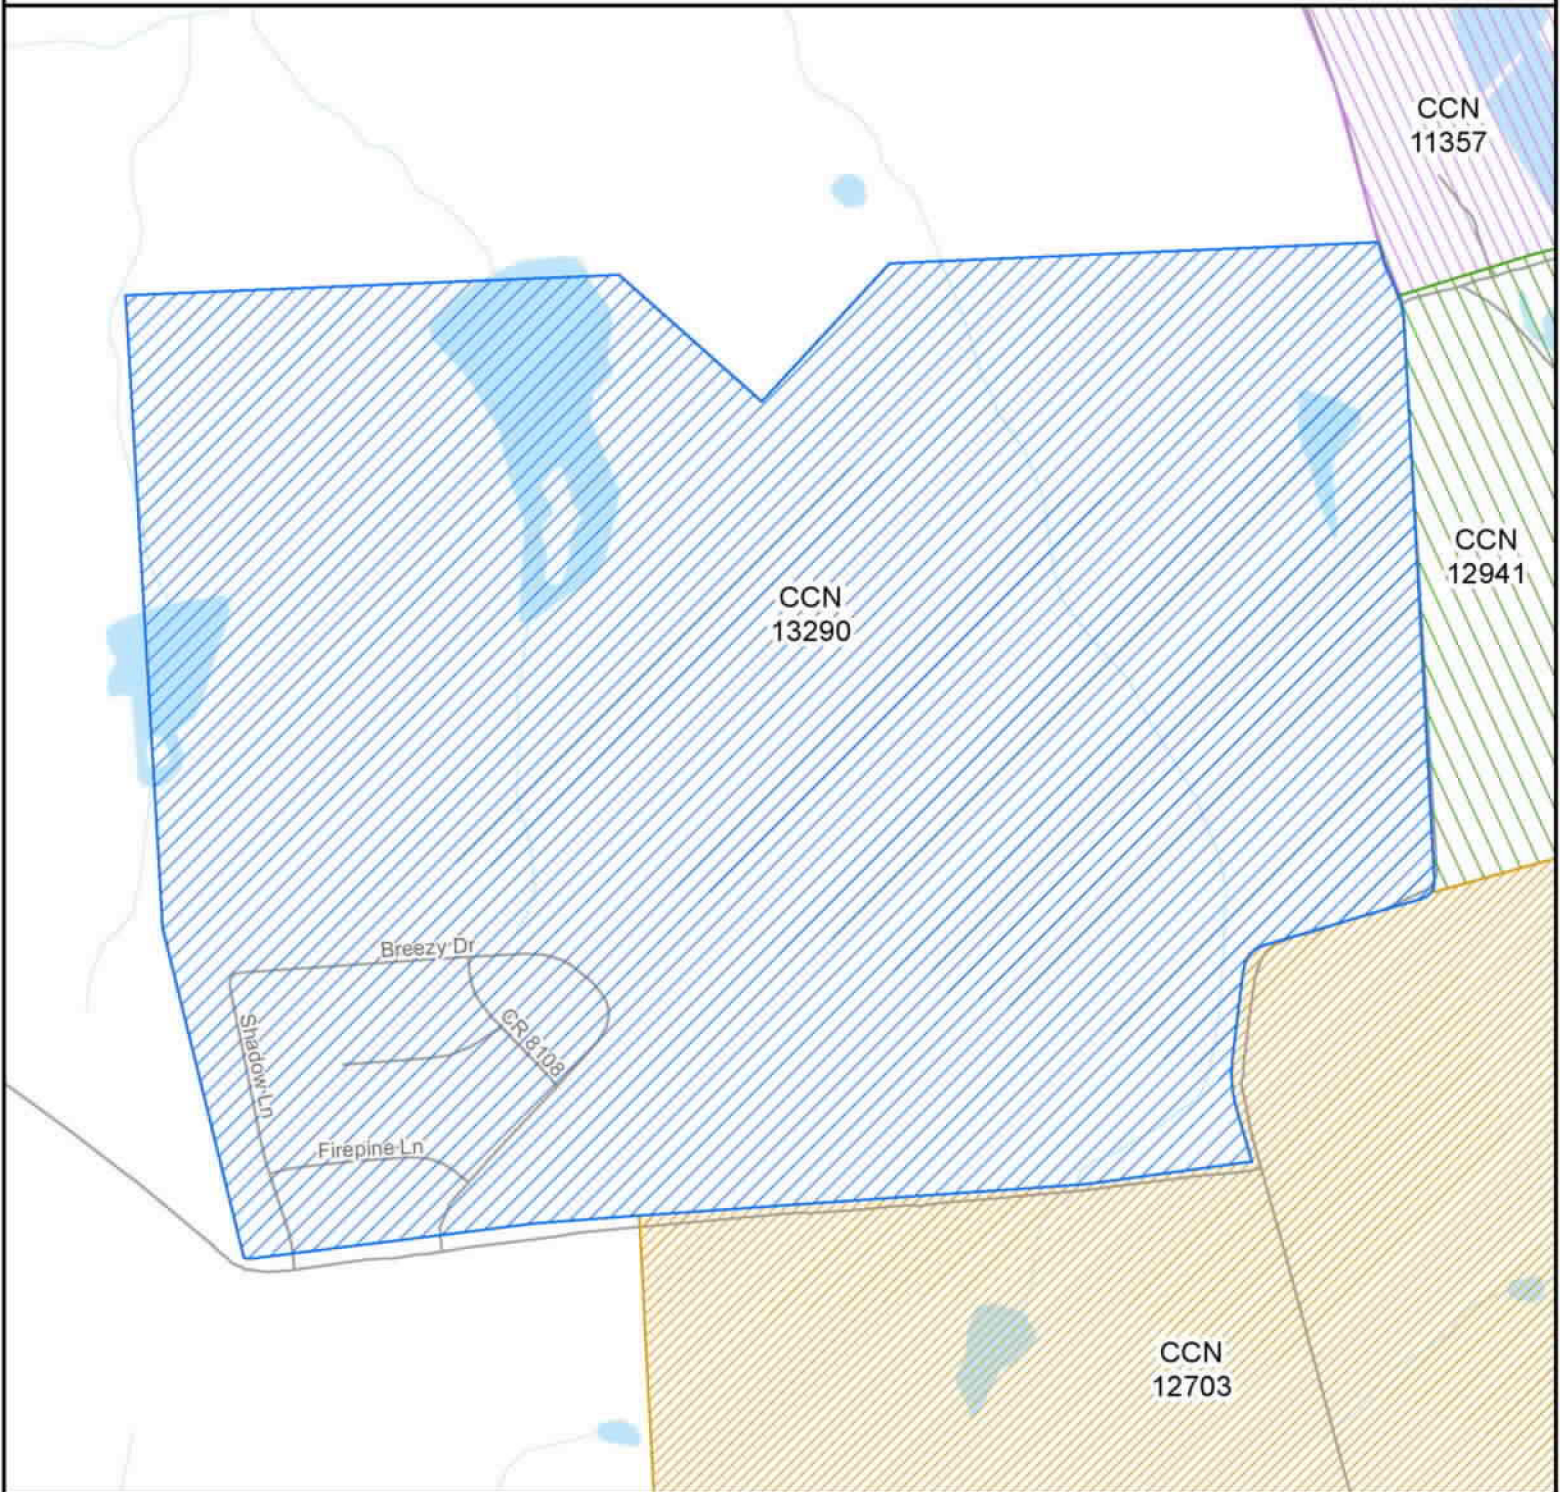 CCN
11357
CCN
12941
CCN
13290
Breezy Dr
CR 8108
Shadow Ln
Firepine Ln
CCN
12703